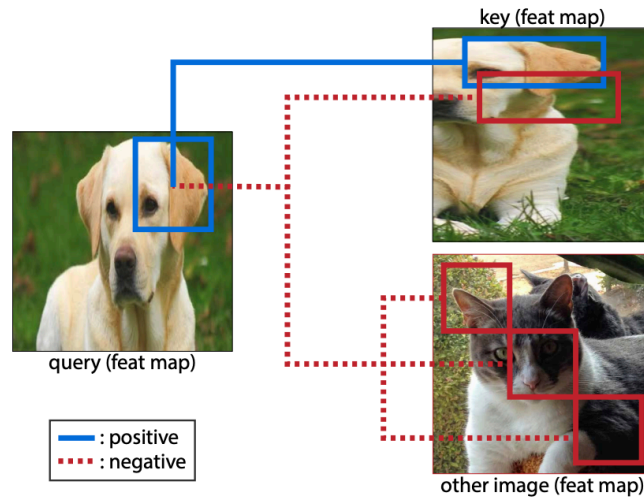 key (feat map)
query (feat map)
: positive
: negative
other image (feat map)